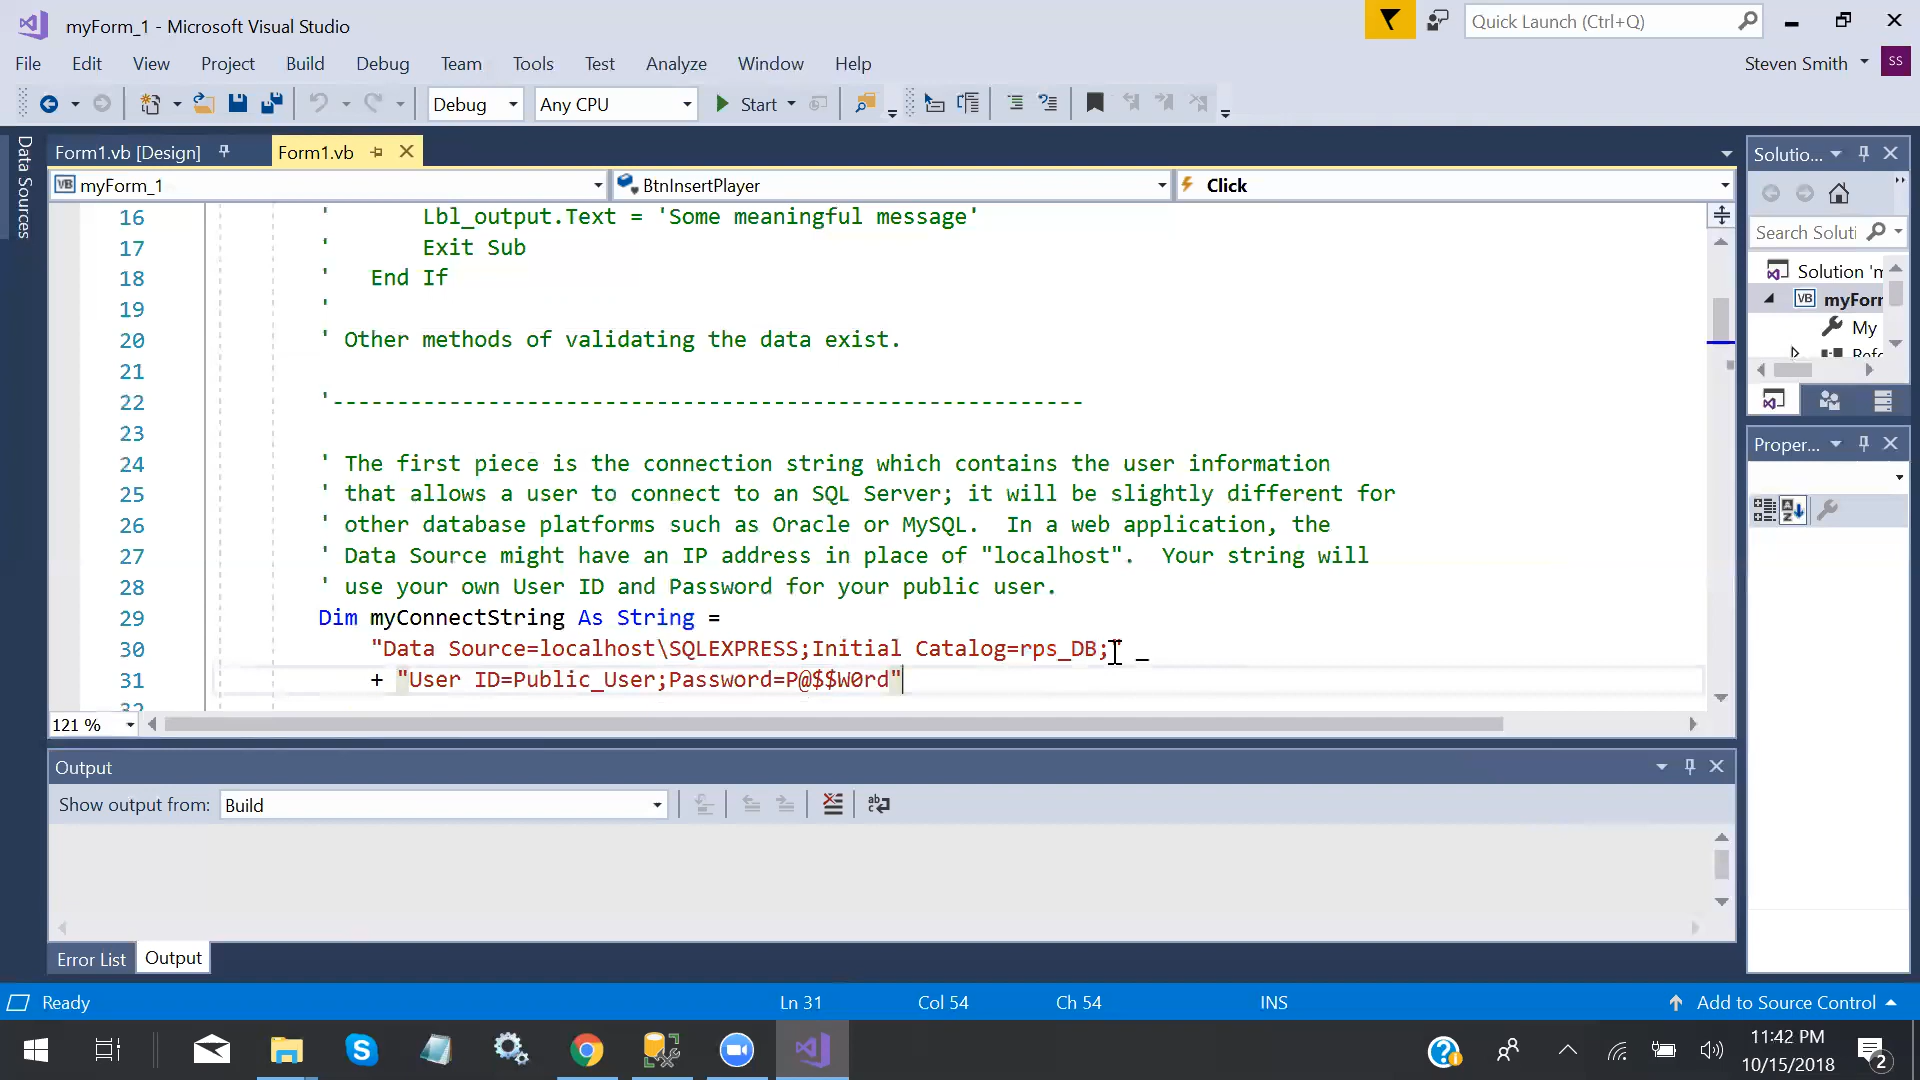 myForm_1 - Microsoft Visual Studio
Quick Launch (Ctrl+Q)
File Edit View Project Build Debug Team Tools Test Analyze Window Help
Steven Smith SS
Debug Any CPU Start
Data Sources
Form1.vb [Design] Form1.vb
VB myForm_1 BtnInsertPlayer Click
16 ' Lbl_output.Text = 'Some meaningful message'
17 ' Exit Sub
18 ' End If
19 '
20 ' Other methods of validating the data exist.
21
22 '----------------------------------------------------------
23
24 ' The first piece is the connection string which contains the user information
25 ' that allows a user to connect to an SQL Server; it will be slightly different for
26 ' other database platforms such as Oracle or MySQL.  In a web application, the
27 ' Data Source might have an IP address in place of "localhost".  Your string will
28 ' use your own User ID and Password for your public user.
29 Dim myConnectString As String =
30 "Data Source=localhost\SQLEXPRESS;Initial Catalog=rps_DB;" _
31 + "User ID=Public_User;Password=P@$$W0rd"
121 %
Output
Show output from: Build
Error List Output
Solutio...
Search Soluti
Solution 'm
VB myForm
My
Refe
Proper...
Ready Ln 31 Col 54 Ch 54 INS Add to Source Control
11:42 PM
10/15/2018
2